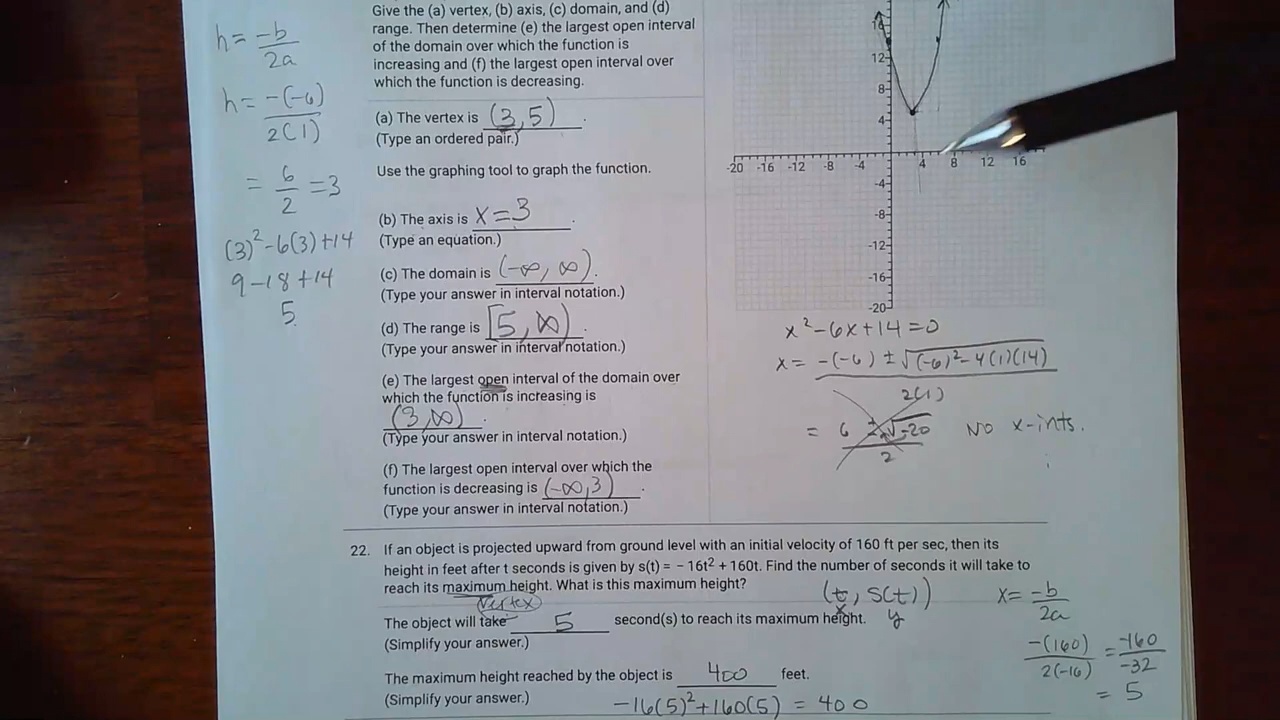 h = -b / 2a
h = -(-6) / 2(1)
= 6/2 = 3
(3)² - 6(3) + 14
9 - 18 + 14
5
Give the (a) vertex, (b) axis, (c) domain, and (d)
range. Then determine (e) the largest open interval
of the domain over which the function is
increasing and (f) the largest open interval over
which the function is decreasing.
(a) The vertex is (3, 5).
(Type an ordered pair.)
Use the graphing tool to graph the function.
(b) The axis is x = 3.
(Type an equation.)
(c) The domain is (-∞, ∞).
(Type your answer in interval notation.)
(d) The range is [5, ∞).
(Type your answer in interval notation.)
(e) The largest open interval of the domain over
which the function is increasing is
(3, ∞).
(Type your answer in interval notation.)
(f) The largest open interval over which the
function is decreasing is (-∞, 3).
(Type your answer in interval notation.)
12
8
4
-20 -16 -12 -8 -4 4 8 12 16
-4
-8
-12
-16
-20
x² - 6x + 14 = 0
x = -(-6) ± √(-6)² - 4(1)(14) / 2(1)
= 6 ± √-20 / 2 No x-ints.
22. If an object is projected upward from ground level with an initial velocity of 160 ft per sec, then its
height in feet after t seconds is given by s(t) = - 16t² + 160t. Find the number of seconds it will take to
reach its maximum height. What is this maximum height?
vertex
(t, s(t))
x y
The object will take 5 second(s) to reach its maximum height.
(Simplify your answer.)
The maximum height reached by the object is 400 feet.
(Simplify your answer.)
-16(5)² + 160(5) = 400
x = -b / 2a
-(160) / 2(-16) = -160 / -32
= 5